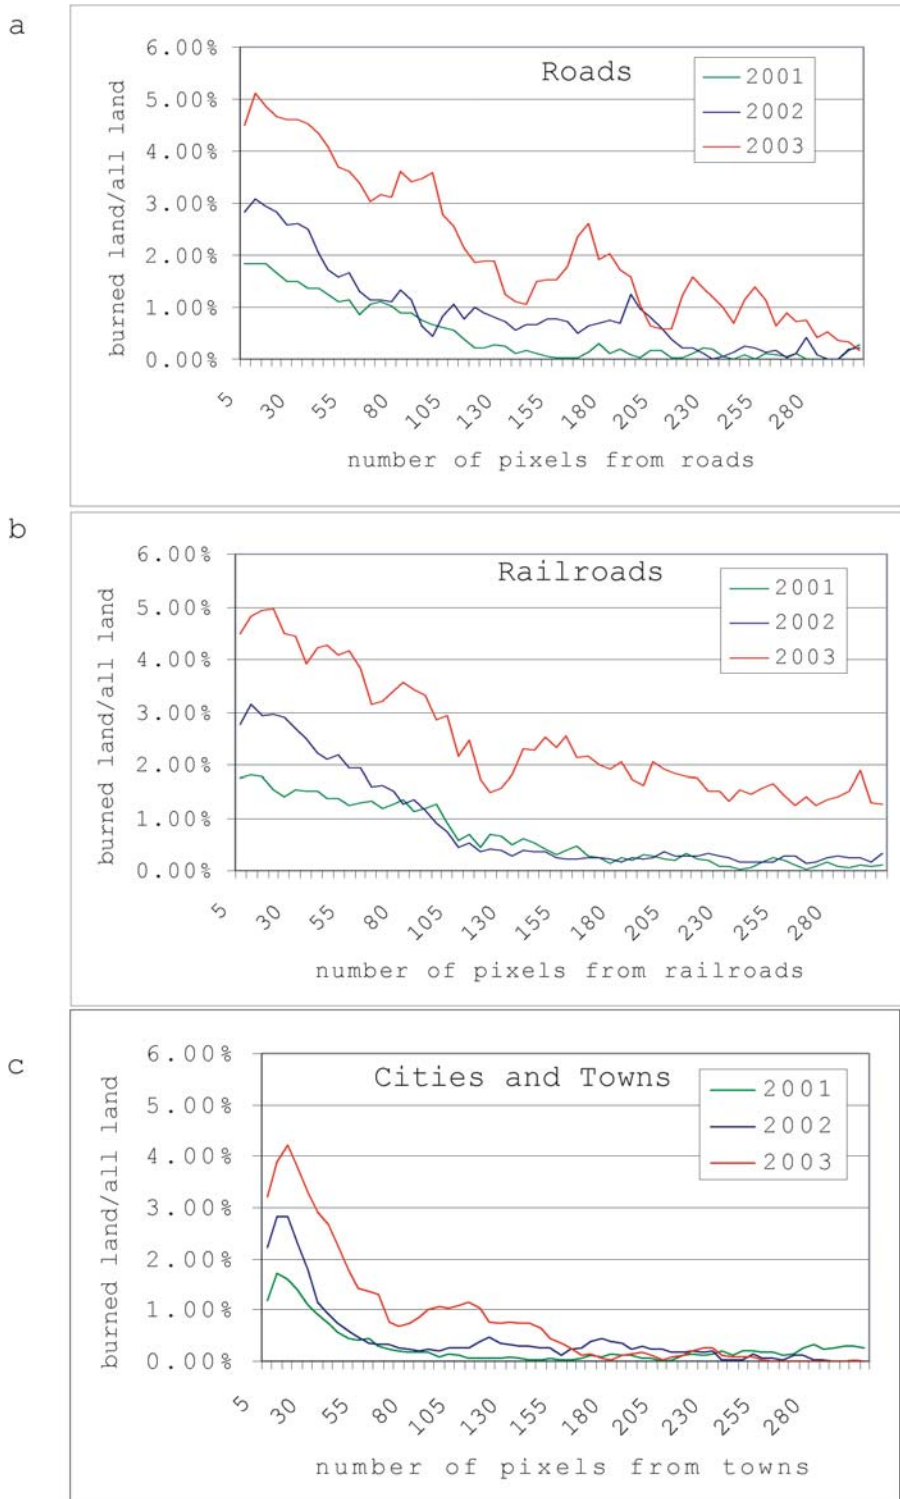 a
6.00%
5.00%
4.00%
3.00%
2.00%
1.00%
0.00%
burned land/all land
Roads
2001
2002
2003
5 30 55 80 105 130 155 180 205 230 255 280
number of pixels from roads
b
6.00%
5.00%
4.00%
3.00%
2.00%
1.00%
0.00%
burned land/all land
Railroads
2001
2002
2003
5 30 55 80 105 130 155 180 205 230 255 280
number of pixels from railroads
c
6.00%
5.00%
4.00%
3.00%
2.00%
1.00%
0.00%
burned land/all land
Cities and Towns
2001
2002
2003
5 30 55 80 105 130 155 180 205 230 255 280
number of pixels from towns